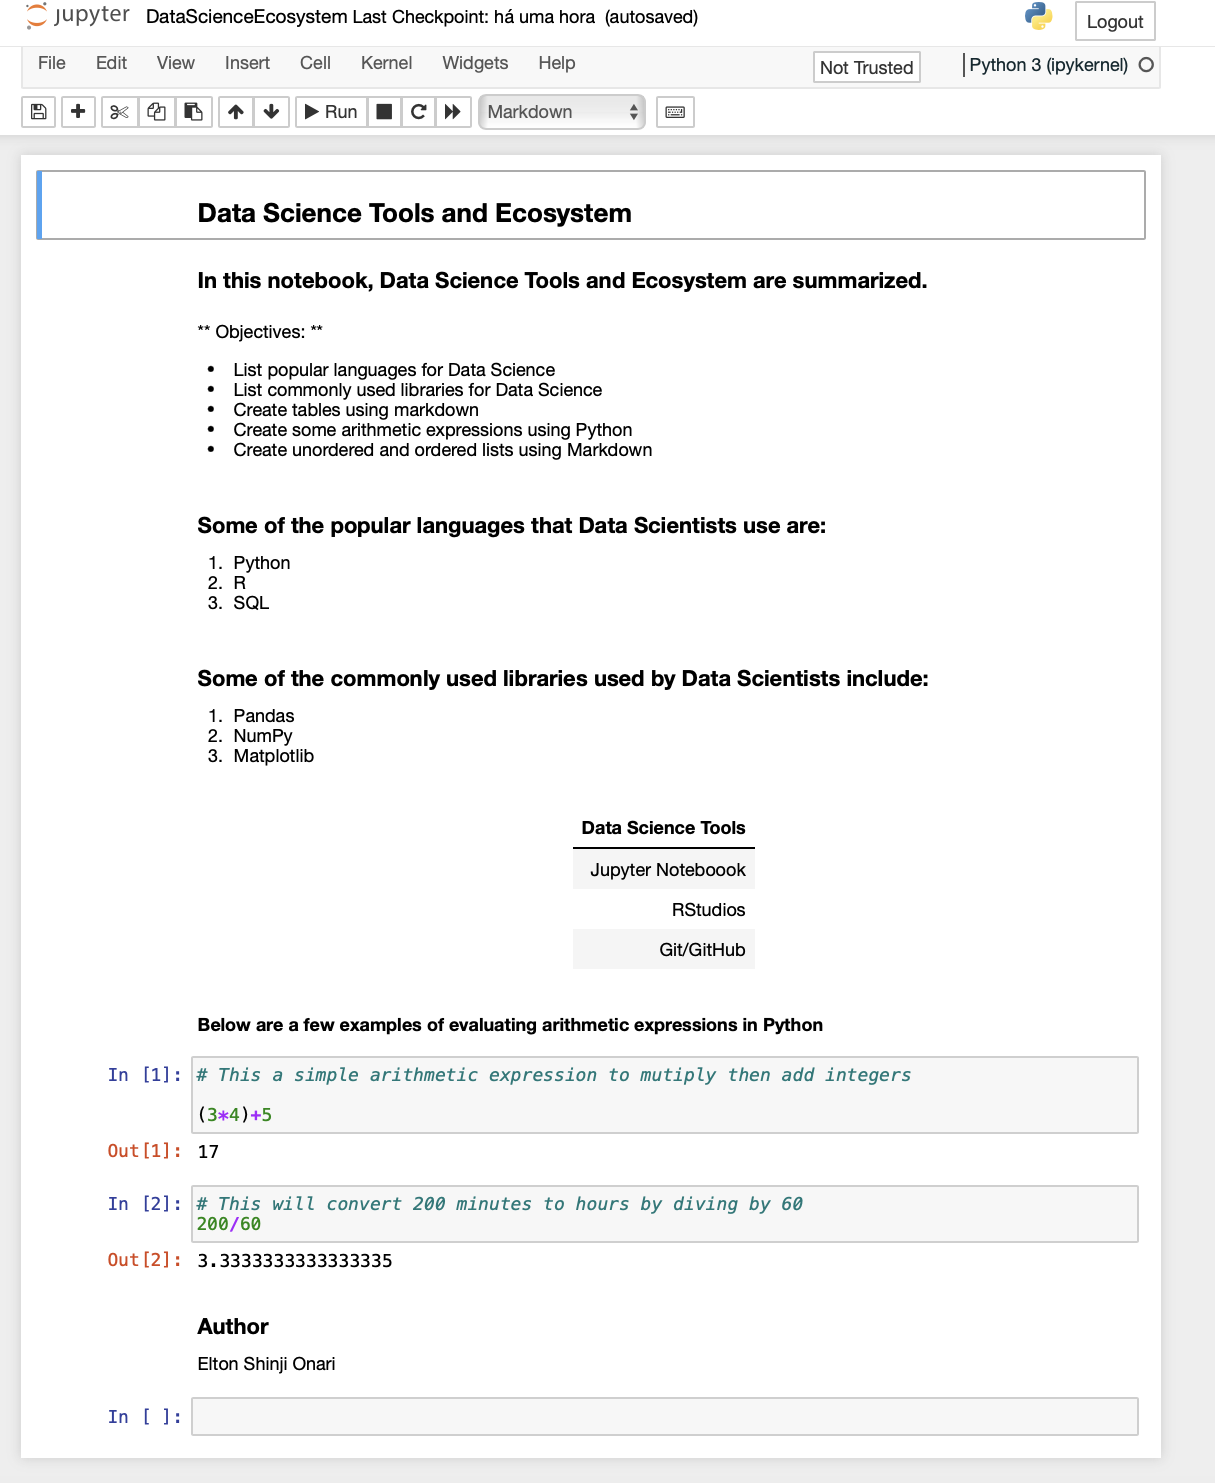 jupyter DataScienceEcosystem Last Checkpoint: há uma hora (autosaved)
Logout
File Edit View Insert Cell Kernel Widgets Help
Not Trusted
Python 3 (ipykernel)
Run
Markdown
Data Science Tools and Ecosystem
In this notebook, Data Science Tools and Ecosystem are summarized.
** Objectives: **
• List popular languages for Data Science
• List commonly used libraries for Data Science
• Create tables using markdown
• Create some arithmetic expressions using Python
• Create unordered and ordered lists using Markdown
Some of the popular languages that Data Scientists use are:
1. Python
2. R
3. SQL
Some of the commonly used libraries used by Data Scientists include:
1. Pandas
2. NumPy
3. Matplotlib
Data Science Tools
Jupyter Noteboook
RStudios
Git/GitHub
Below are a few examples of evaluating arithmetic expressions in Python
In [1]: # This a simple arithmetic expression to mutiply then add integers
(3*4)+5
Out[1]: 17
In [2]: # This will convert 200 minutes to hours by diving by 60
200/60
Out[2]: 3.3333333333333335
Author
Elton Shinji Onari
In [ ]: